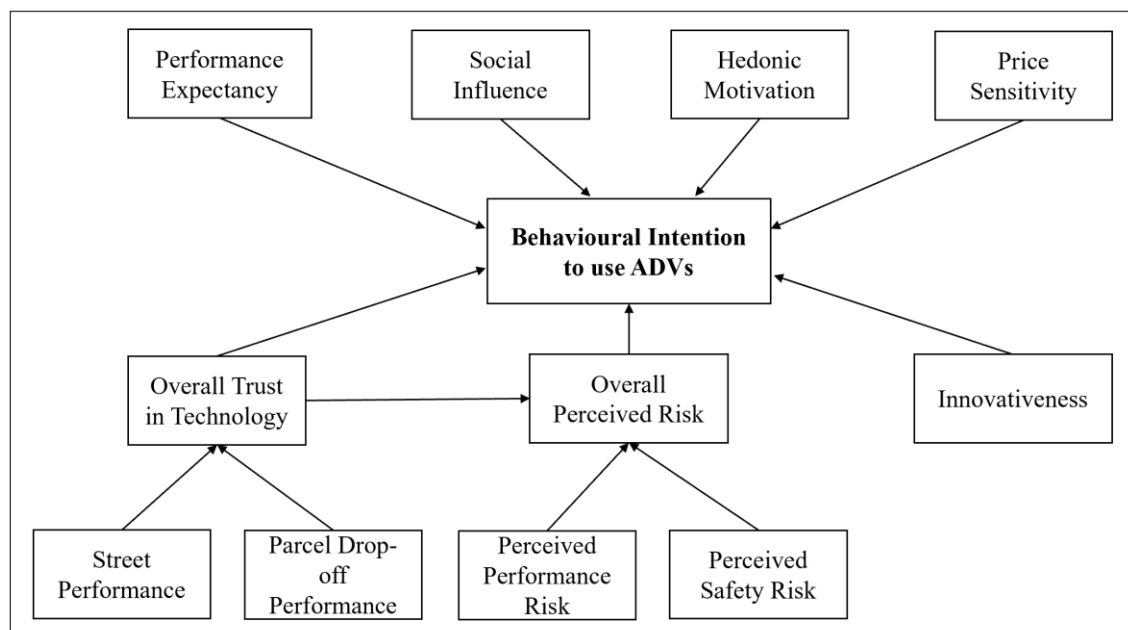 Performance
Expectancy
Social
Influence
Hedonic
Motivation
Price
Sensitivity
Behavioural Intention
to use ADVs
Overall Trust
in Technology
Overall
Perceived Risk
Innovativeness
Street
Performance
Parcel Drop-
off
Performance
Perceived
Performance
Risk
Perceived
Safety Risk